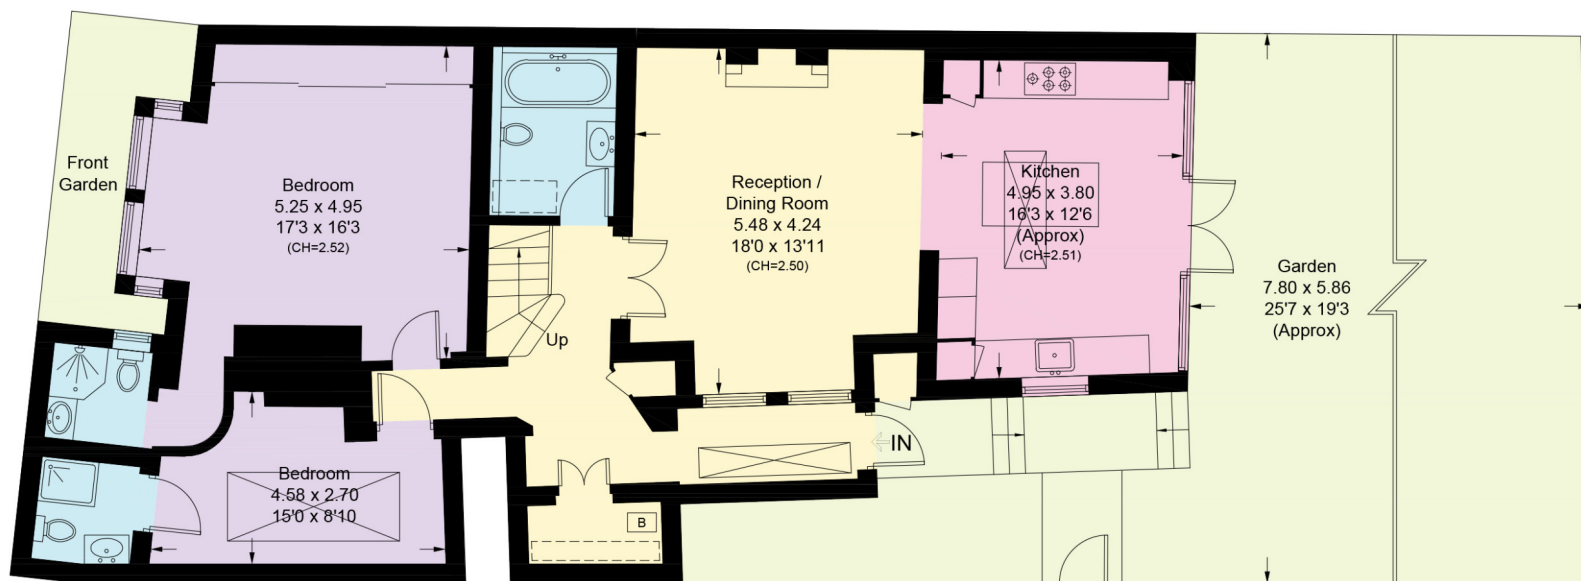 Front
Garden
Bedroom
5.25 x 4.95
17'3 x 16'3
(CH=2.52)
Up
Reception /
Dining Room
5.48 x 4.24
18'0 x 13'11
(CH=2.50)
Kitchen
4.95 x 3.80
16'3 x 12'6
(Approx)
(CH=2.51)
Garden
7.80 x 5.86
25'7 x 19'3
(Approx)
IN
Bedroom
4.58 x 2.70
15'0 x 8'10
B